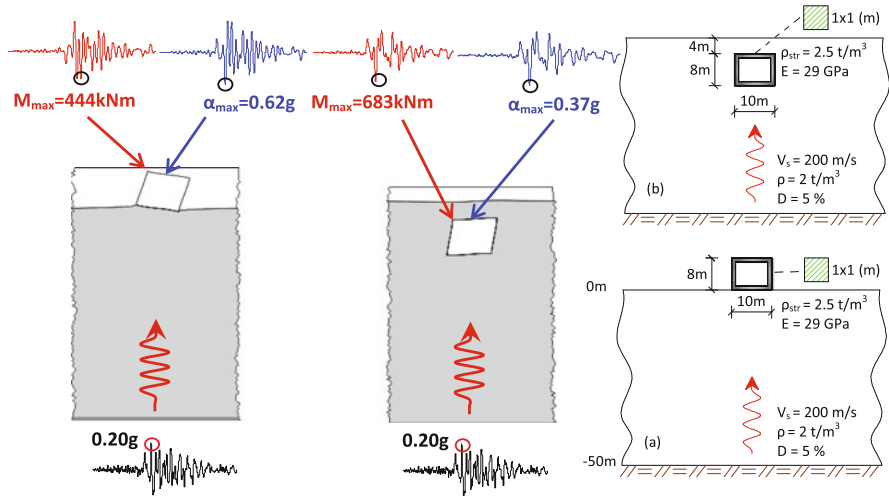 M_max=444kNm
α_max=0.62g
M_max=683kNm
α_max=0.37g
0.20g
0.20g
1x1 (m)
4m
8m
ρ_str = 2.5 t/m³
E = 29 GPa
10m
(b)
V_s = 200 m/s
ρ = 2 t/m³
D = 5 %
8m
1x1 (m)
0m
10m
ρ_str = 2.5 t/m³
E = 29 GPa
V_s = 200 m/s
ρ = 2 t/m³
D = 5 %
(a)
-50m